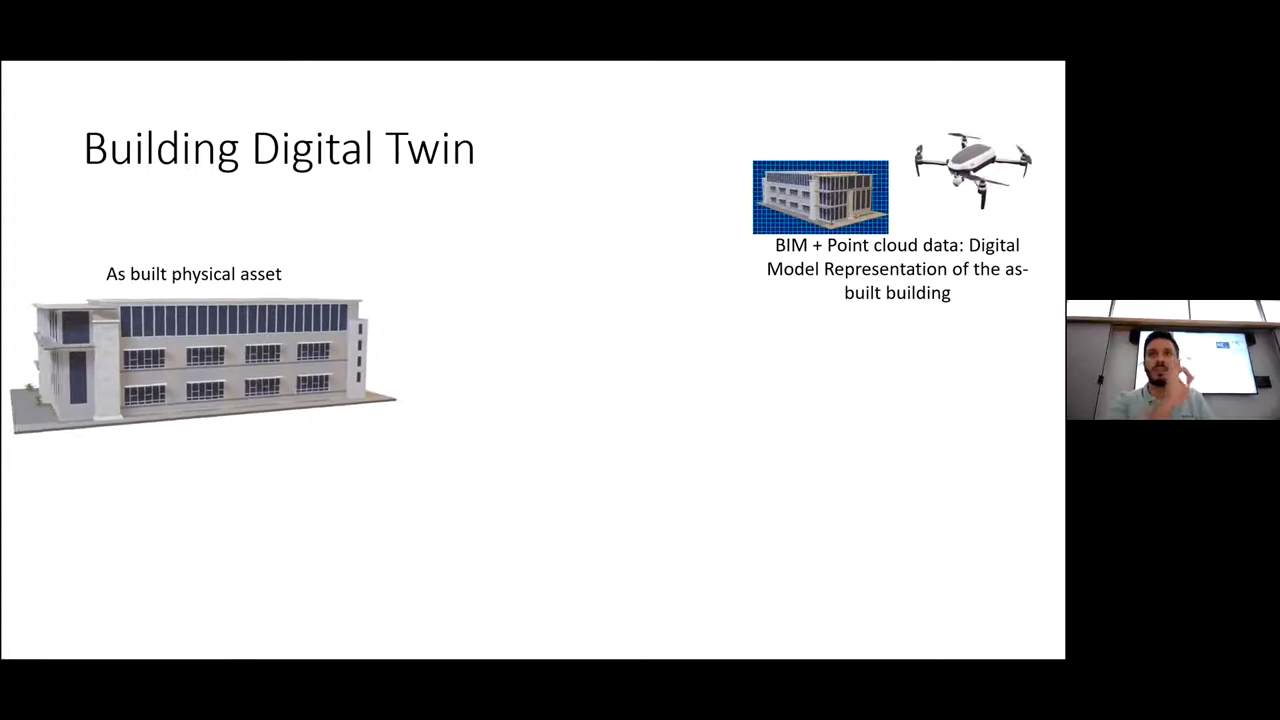 Building Digital Twin
As built physical asset
BIM + Point cloud data: Digital
Model Representation of the as-
built building